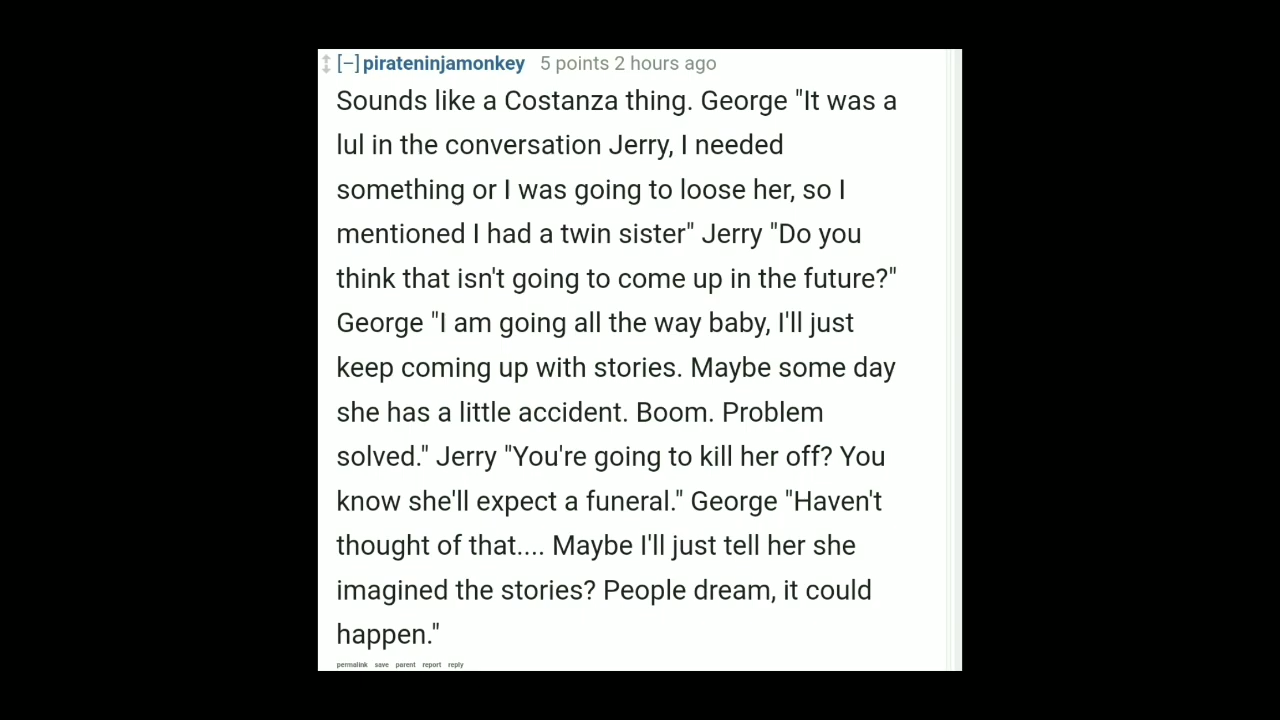 [–] pirateninjamonkey 5 points 2 hours ago
Sounds like a Costanza thing. George "It was a
lul in the conversation Jerry, I needed
something or I was going to loose her, so I
mentioned I had a twin sister" Jerry "Do you
think that isn't going to come up in the future?"
George "I am going all the way baby, I'll just
keep coming up with stories. Maybe some day
she has a little accident. Boom. Problem
solved." Jerry "You're going to kill her off? You
know she'll expect a funeral." George "Haven't
thought of that.... Maybe I'll just tell her she
imagined the stories? People dream, it could
happen."
permalink save parent report reply